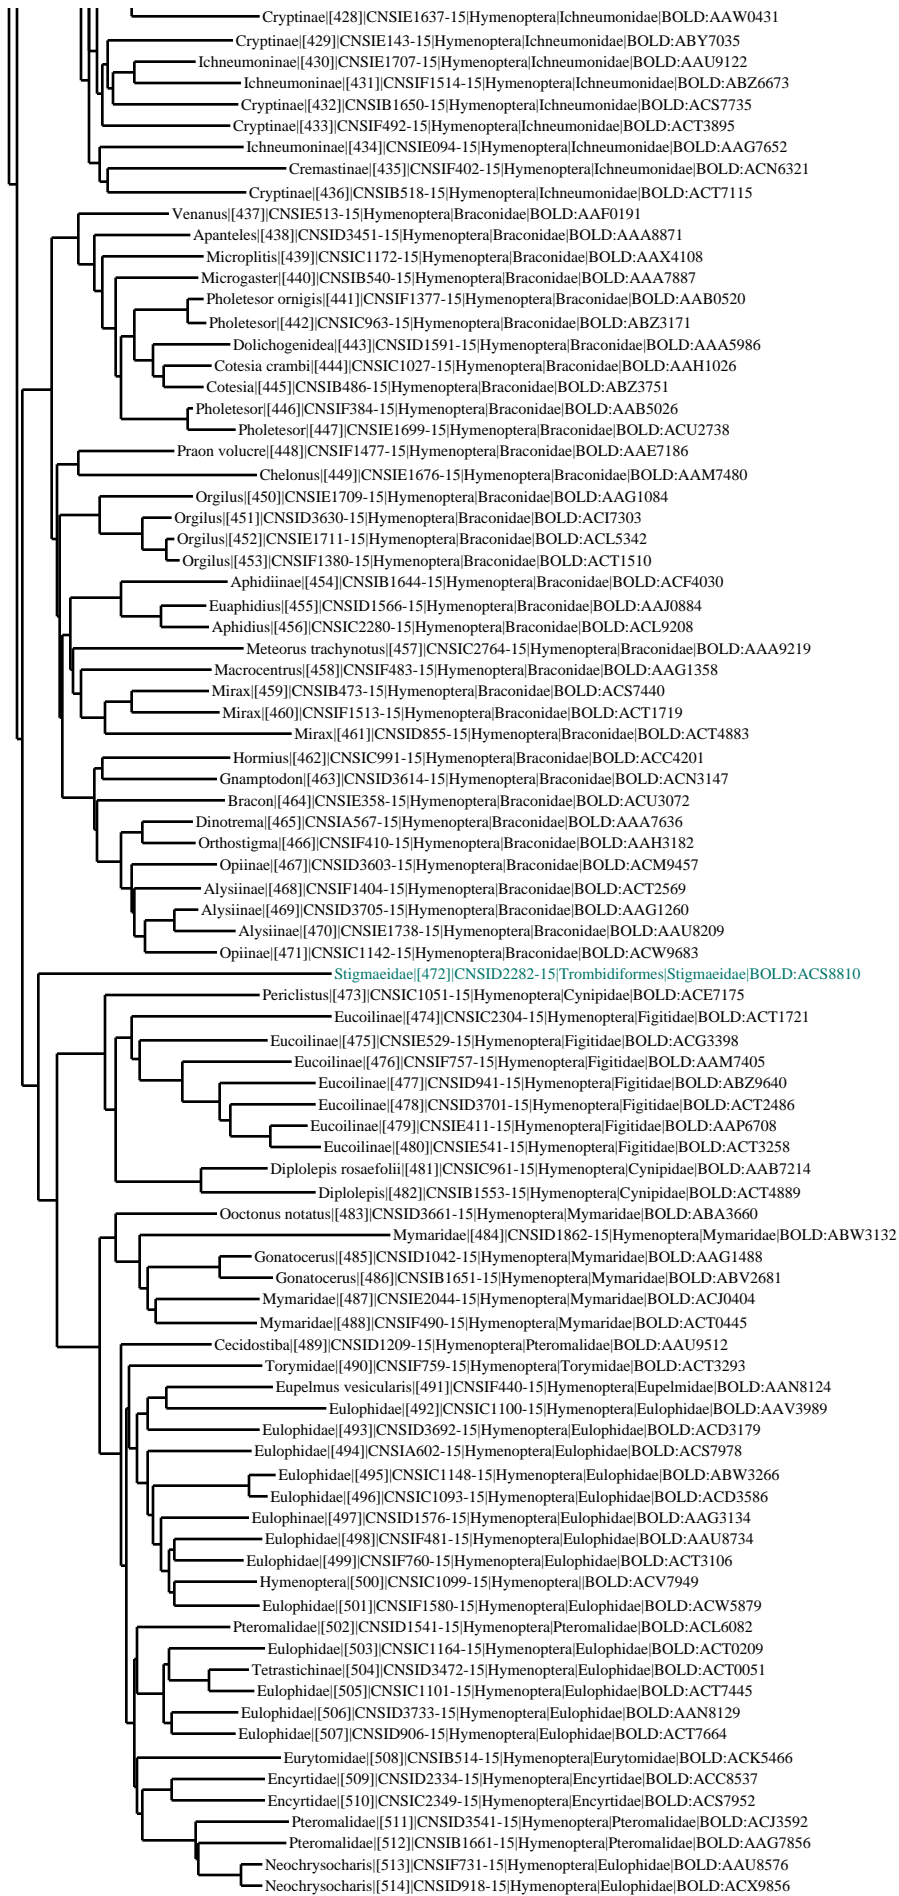 Cryptinae|[428]|CNSIE1637-15|Hymenoptera|Ichneumonidae|BOLD:AAW0431
Cryptinae|[429]|CNSIE143-15|Hymenoptera|Ichneumonidae|BOLD:ABY7035
Ichneumoninae|[430]|CNSIE1707-15|Hymenoptera|Ichneumonidae|BOLD:AAU9122
Ichneumoninae|[431]|CNSIF1514-15|Hymenoptera|Ichneumonidae|BOLD:ABZ6673
Cryptinae|[432]|CNSIB1650-15|Hymenoptera|Ichneumonidae|BOLD:ACS7735
Cryptinae|[433]|CNSIF492-15|Hymenoptera|Ichneumonidae|BOLD:ACT3895
Ichneumoninae|[434]|CNSIE094-15|Hymenoptera|Ichneumonidae|BOLD:AAG7652
Cremastinae|[435]|CNSIF402-15|Hymenoptera|Ichneumonidae|BOLD:ACN6321
Cryptinae|[436]|CNSIB518-15|Hymenoptera|Ichneumonidae|BOLD:ACT7115
Venanus|[437]|CNSIE513-15|Hymenoptera|Braconidae|BOLD:AAF0191
Apanteles|[438]|CNSID3451-15|Hymenoptera|Braconidae|BOLD:AAA8871
Microplitis|[439]|CNSIC1172-15|Hymenoptera|Braconidae|BOLD:AAX4108
Microgaster|[440]|CNSIB540-15|Hymenoptera|Braconidae|BOLD:AAA7887
Pholetesor ornigis|[441]|CNSIF1377-15|Hymenoptera|Braconidae|BOLD:AAB0520
Pholetesor|[442]|CNSIC963-15|Hymenoptera|Braconidae|BOLD:ABZ3171
Dolichogenidea|[443]|CNSID1591-15|Hymenoptera|Braconidae|BOLD:AAA5986
Cotesia crambi|[444]|CNSIC1027-15|Hymenoptera|Braconidae|BOLD:AAH1026
Cotesia|[445]|CNSIB486-15|Hymenoptera|Braconidae|BOLD:ABZ3751
Pholetesor|[446]|CNSIF384-15|Hymenoptera|Braconidae|BOLD:AAB5026
Pholetesor|[447]|CNSIE1699-15|Hymenoptera|Braconidae|BOLD:ACU2738
Praon volucre|[448]|CNSIF1477-15|Hymenoptera|Braconidae|BOLD:AAE7186
Chelonus|[449]|CNSIE1676-15|Hymenoptera|Braconidae|BOLD:AAM7480
Orgilus|[450]|CNSIE1709-15|Hymenoptera|Braconidae|BOLD:AAG1084
Orgilus|[451]|CNSID3630-15|Hymenoptera|Braconidae|BOLD:ACI7303
Orgilus|[452]|CNSIE1711-15|Hymenoptera|Braconidae|BOLD:ACL5342
Orgilus|[453]|CNSIF1380-15|Hymenoptera|Braconidae|BOLD:ACT1510
Aphidiinae|[454]|CNSIB1644-15|Hymenoptera|Braconidae|BOLD:ACF4030
Euaphidius|[455]|CNSID1566-15|Hymenoptera|Braconidae|BOLD:AAJ0884
Aphidius|[456]|CNSIC2280-15|Hymenoptera|Braconidae|BOLD:ACL9208
Meteorus trachynotus|[457]|CNSIC2764-15|Hymenoptera|Braconidae|BOLD:AAA9219
Macrocentrus|[458]|CNSIF483-15|Hymenoptera|Braconidae|BOLD:AAG1358
Mirax|[459]|CNSIB473-15|Hymenoptera|Braconidae|BOLD:ACS7440
Mirax|[460]|CNSIF1513-15|Hymenoptera|Braconidae|BOLD:ACT1719
Mirax|[461]|CNSID855-15|Hymenoptera|Braconidae|BOLD:ACT4883
Hormius|[462]|CNSIC991-15|Hymenoptera|Braconidae|BOLD:ACC4201
Gnamptodon|[463]|CNSID3614-15|Hymenoptera|Braconidae|BOLD:ACN3147
Bracon|[464]|CNSIE358-15|Hymenoptera|Braconidae|BOLD:ACU3072
Dinotrema|[465]|CNSIA567-15|Hymenoptera|Braconidae|BOLD:AAA7636
Orthostigma|[466]|CNSIF410-15|Hymenoptera|Braconidae|BOLD:AAH3182
Opiinae|[467]|CNSID3603-15|Hymenoptera|Braconidae|BOLD:ACM9457
Alysiinae|[468]|CNSIF1404-15|Hymenoptera|Braconidae|BOLD:ACT2569
Alysiinae|[469]|CNSID3705-15|Hymenoptera|Braconidae|BOLD:AAG1260
Alysiinae|[470]|CNSIE1738-15|Hymenoptera|Braconidae|BOLD:AAU8209
Opiinae|[471]|CNSIC1142-15|Hymenoptera|Braconidae|BOLD:ACW9683
Stigmaeidae|[472]|CNSID2282-15|Trombidiformes|Stigmaeidae|BOLD:ACS8810
Periclistus|[473]|CNSIC1051-15|Hymenoptera|Cynipidae|BOLD:ACE7175
Eucoilinae|[474]|CNSIC2304-15|Hymenoptera|Figitidae|BOLD:ACT1721
Eucoilinae|[475]|CNSIE529-15|Hymenoptera|Figitidae|BOLD:ACG3398
Eucoilinae|[476]|CNSIF757-15|Hymenoptera|Figitidae|BOLD:AAM7405
Eucoilinae|[477]|CNSID941-15|Hymenoptera|Figitidae|BOLD:ABZ9640
Eucoilinae|[478]|CNSID3701-15|Hymenoptera|Figitidae|BOLD:ACT2486
Eucoilinae|[479]|CNSIE411-15|Hymenoptera|Figitidae|BOLD:AAP6708
Eucoilinae|[480]|CNSIE541-15|Hymenoptera|Figitidae|BOLD:ACT3258
Diplolepis rosaefolii|[481]|CNSIC961-15|Hymenoptera|Cynipidae|BOLD:AAB7214
Diplolepis|[482]|CNSIB1553-15|Hymenoptera|Cynipidae|BOLD:ACT4889
Ooctonus notatus|[483]|CNSID3661-15|Hymenoptera|Mymaridae|BOLD:ABA3660
Mymaridae|[484]|CNSID1862-15|Hymenoptera|Mymaridae|BOLD:ABW3132
Gonatocerus|[485]|CNSID1042-15|Hymenoptera|Mymaridae|BOLD:AAG1488
Gonatocerus|[486]|CNSIB1651-15|Hymenoptera|Mymaridae|BOLD:ABV2681
Mymaridae|[487]|CNSIE2044-15|Hymenoptera|Mymaridae|BOLD:ACJ0404
Mymaridae|[488]|CNSIF490-15|Hymenoptera|Mymaridae|BOLD:ACT0445
Cecidostiba|[489]|CNSID1209-15|Hymenoptera|Pteromalidae|BOLD:AAU9512
Torymidae|[490]|CNSIF759-15|Hymenoptera|Torymidae|BOLD:ACT3293
Eupelmus vesicularis|[491]|CNSIF440-15|Hymenoptera|Eupelmidae|BOLD:AAN8124
Eulophidae|[492]|CNSIC1100-15|Hymenoptera|Eulophidae|BOLD:AAV3989
Eulophidae|[493]|CNSID3692-15|Hymenoptera|Eulophidae|BOLD:ACD3179
Eulophidae|[494]|CNSIA602-15|Hymenoptera|Eulophidae|BOLD:ACS7978
Eulophidae|[495]|CNSIC1148-15|Hymenoptera|Eulophidae|BOLD:ABW3266
Eulophidae|[496]|CNSIC1093-15|Hymenoptera|Eulophidae|BOLD:ACD3586
Eulophinae|[497]|CNSID1576-15|Hymenoptera|Eulophidae|BOLD:AAG3134
Eulophidae|[498]|CNSIF481-15|Hymenoptera|Eulophidae|BOLD:AAU8734
Eulophidae|[499]|CNSIF760-15|Hymenoptera|Eulophidae|BOLD:ACT3106
Hymenoptera|[500]|CNSIC1099-15|Hymenoptera||BOLD:ACV7949
Eulophidae|[501]|CNSIF1580-15|Hymenoptera|Eulophidae|BOLD:ACW5879
Pteromalidae|[502]|CNSID1541-15|Hymenoptera|Pteromalidae|BOLD:ACL6082
Eulophidae|[503]|CNSIC1164-15|Hymenoptera|Eulophidae|BOLD:ACT0209
Tetrastichinae|[504]|CNSID3472-15|Hymenoptera|Eulophidae|BOLD:ACT0051
Eulophidae|[505]|CNSIC1101-15|Hymenoptera|Eulophidae|BOLD:ACT7445
Eulophidae|[506]|CNSID3733-15|Hymenoptera|Eulophidae|BOLD:AAN8129
Eulophidae|[507]|CNSID906-15|Hymenoptera|Eulophidae|BOLD:ACT7664
Eurytomidae|[508]|CNSIB514-15|Hymenoptera|Eurytomidae|BOLD:ACK5466
Encyrtidae|[509]|CNSID2334-15|Hymenoptera|Encyrtidae|BOLD:ACC8537
Encyrtidae|[510]|CNSIC2349-15|Hymenoptera|Encyrtidae|BOLD:ACS7952
Pteromalidae|[511]|CNSID3541-15|Hymenoptera|Pteromalidae|BOLD:ACJ3592
Pteromalidae|[512]|CNSIB1661-15|Hymenoptera|Pteromalidae|BOLD:AAG7856
Neochrysocharis|[513]|CNSIF731-15|Hymenoptera|Eulophidae|BOLD:AAU8576
Neochrysocharis|[514]|CNSID918-15|Hymenoptera|Eulophidae|BOLD:ACX9856